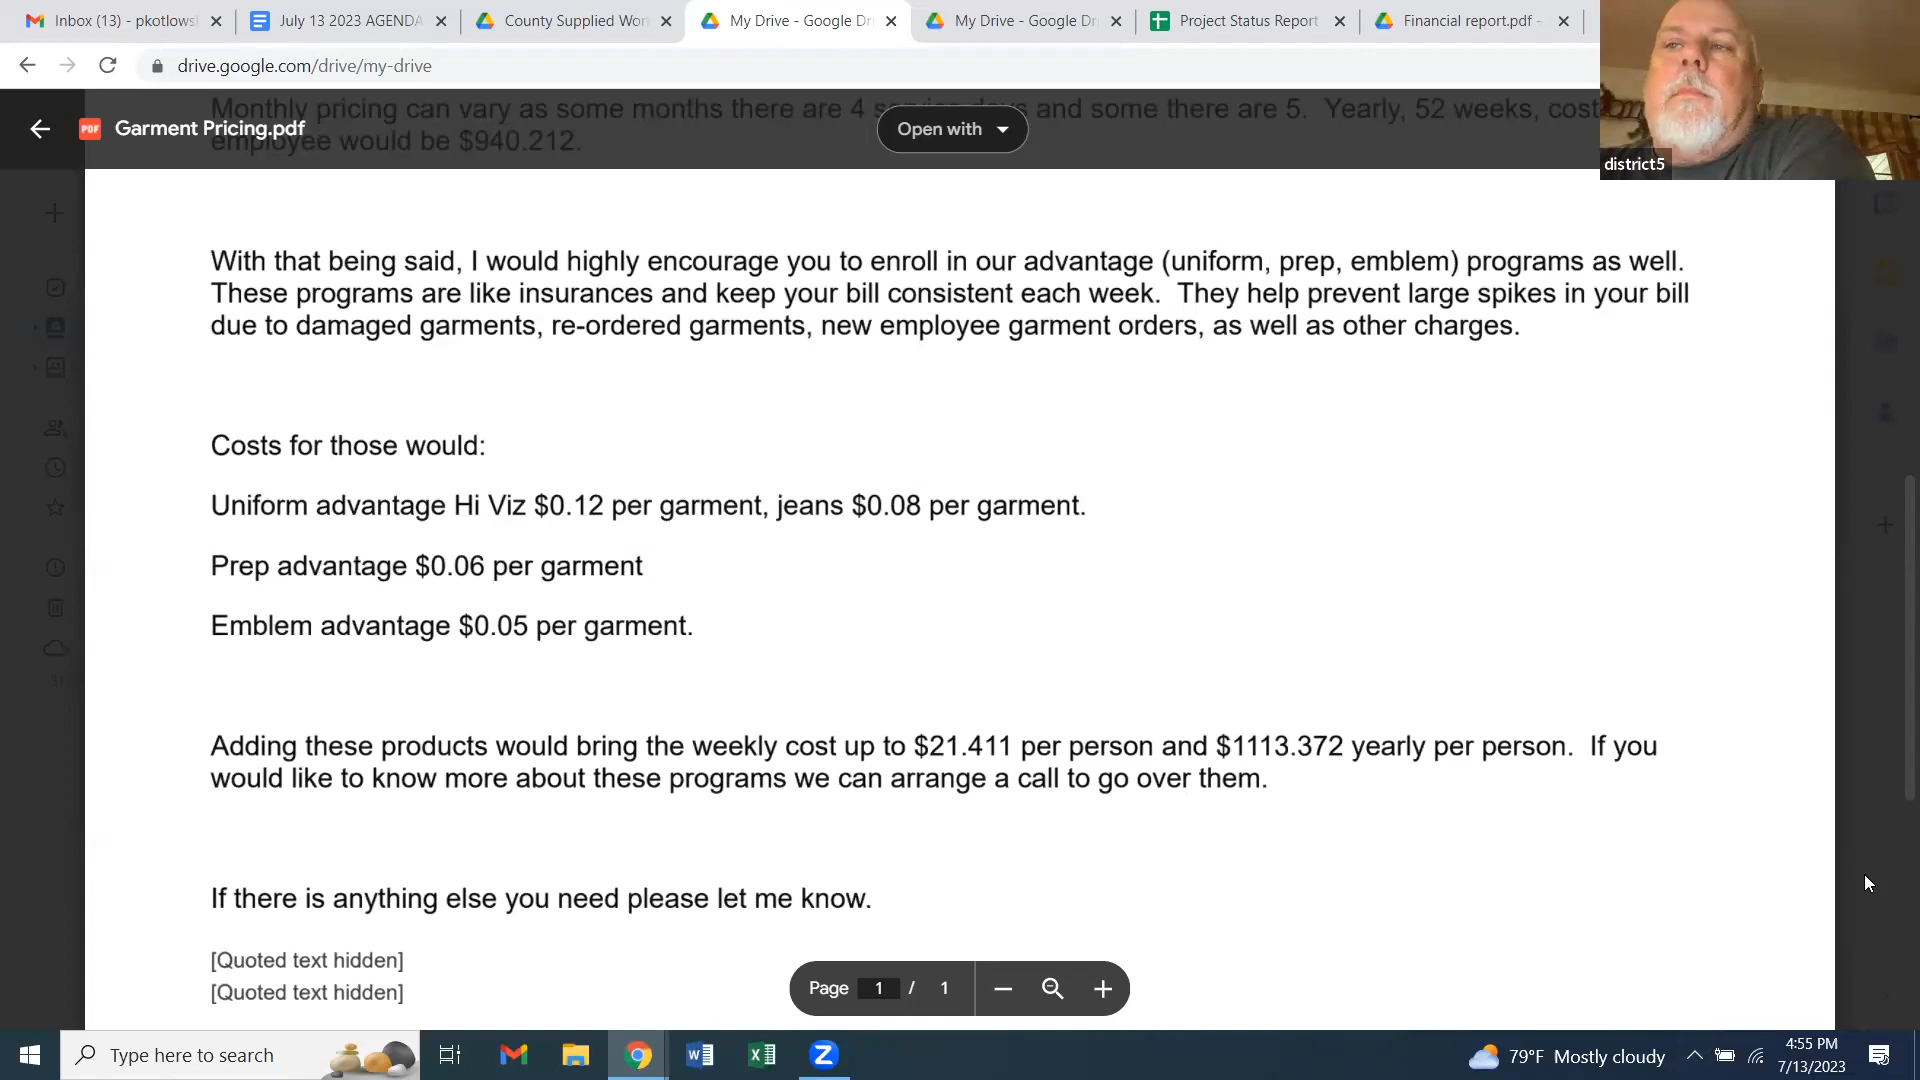 Inbox (13) - pkotlows
July 13 2023 AGENDA
County Supplied Wor
My Drive - Google Dr
My Drive - Google Dr
Project Status Report
Financial report.pdf -
drive.google.com/drive/my-drive
Monthly pricing can vary as some months there are 4 service days and some there are 5. Yearly, 52 weeks, cost
Garment Pricing.pdf
Open with
employee would be $940.212.
district5
With that being said, I would highly encourage you to enroll in our advantage (uniform, prep, emblem) programs as well.
These programs are like insurances and keep your bill consistent each week. They help prevent large spikes in your bill
due to damaged garments, re-ordered garments, new employee garment orders, as well as other charges.
Costs for those would:
Uniform advantage Hi Viz $0.12 per garment, jeans $0.08 per garment.
Prep advantage $0.06 per garment
Emblem advantage $0.05 per garment.
Adding these products would bring the weekly cost up to $21.411 per person and $1113.372 yearly per person. If you
would like to know more about these programs we can arrange a call to go over them.
If there is anything else you need please let me know.
[Quoted text hidden]
[Quoted text hidden]
Page 1 / 1
Type here to search
79°F Mostly cloudy
4:55 PM
7/13/2023